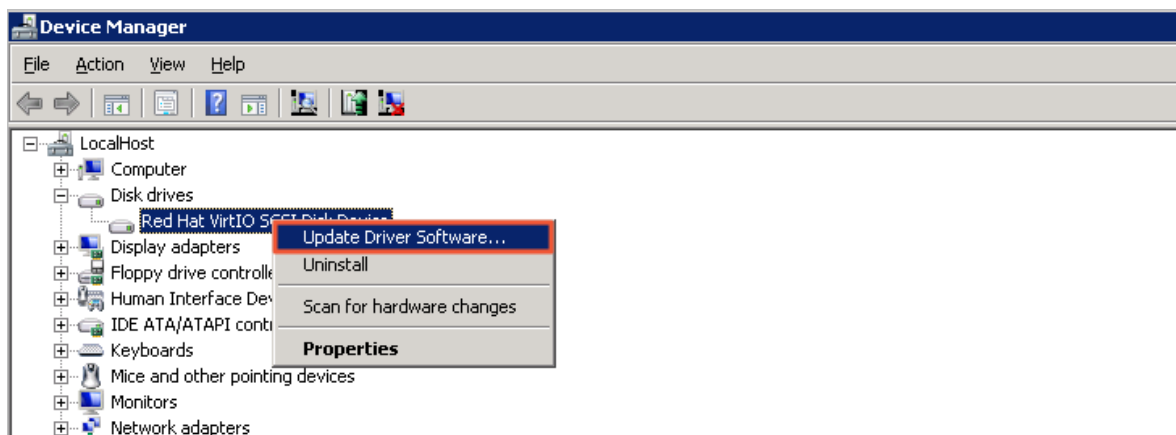 Device Manager
File Action View Help
LocalHost
Computer
Disk drives
Red Hat VirtIO SCSI Disk Device
Update Driver Software...
Display adapters
Uninstall
Floppy drive controlle
Human Interface Dev
Scan for hardware changes
IDE ATA/ATAPI contr
Keyboards
Properties
Mice and other pointing devices
Monitors
Network adapters